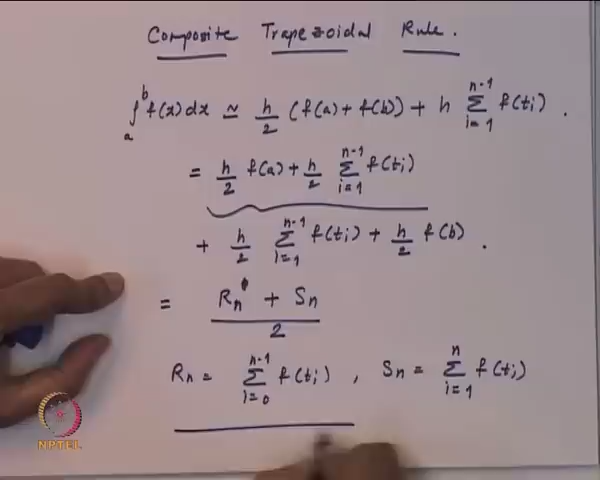 Composite Trapezoidal Rule.
∫_a^b f(x) dx ≃ h/2 (f(a) + f(b)) + h Σ_{i=1}^{n-1} f(t_i) .
= h/2 f(a) + h/2 Σ_{i=1}^{n-1} f(t_i)
+ h/2 Σ_{i=1}^{n-1} f(t_i) + h/2 f(b) .
= (R_n + S_n) / 2
R_n = Σ_{i=0}^{n-1} f(t_i) , S_n = Σ_{i=1}^{n} f(t_i)
NPTEL